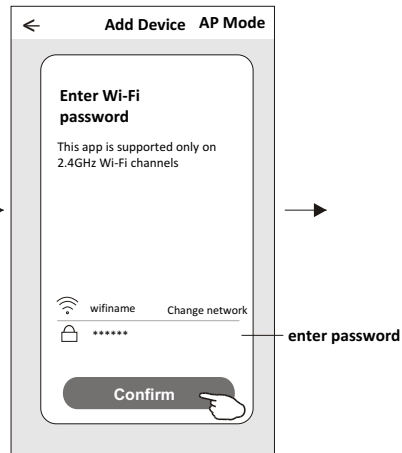 Add Device AP Mode
Enter Wi-Fi
password
This app is supported only on
2.4GHz Wi-Fi channels
wifiname Change network
******
enter password
Confirm